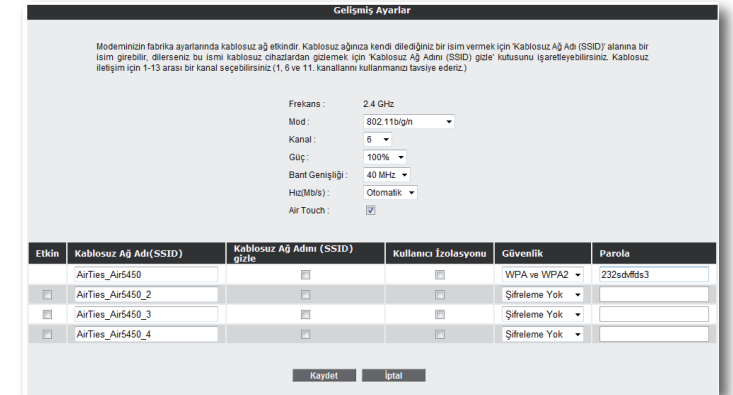 Gelişmiş Ayarlar
Modeminizin fabrika ayarlarında kablosuz ağ etkindir. Kablosuz ağınıza kendi dilediğiniz bir isim vermek için 'Kablosuz Ağ Adı (SSID)' alanına bir
isim girebilir, dilerseniz bu ismi kablosuz cihazlardan gizlemek için 'Kablosuz Ağ Adını (SSID) gizle' kutusunu işaretleyebilirsiniz. Kablosuz
iletişim için 1-13 arası bir kanal seçebilirsiniz (1, 6 ve 11. kanallarını kullanmanızı tavsiye ederiz.)
Frekans : 2.4 GHz
Mod : 802.11b/g/n
Kanal : 6
Güç : 100%
Bant Genişliği : 40 MHz
Hız(Mb/s) : Otomatik
Air Touch :
Etkin Kablosuz Ağ Adı(SSID) Kablosuz Ağ Adını (SSID) gizle Kullanıcı İzolasyonu Güvenlik Parola
AirTies_Air5450 WPA ve WPA2 232sdvffds3
AirTies_Air5450_2 Şifreleme Yok
AirTies_Air5450_3 Şifreleme Yok
AirTies_Air5450_4 Şifreleme Yok
Kaydet İptal